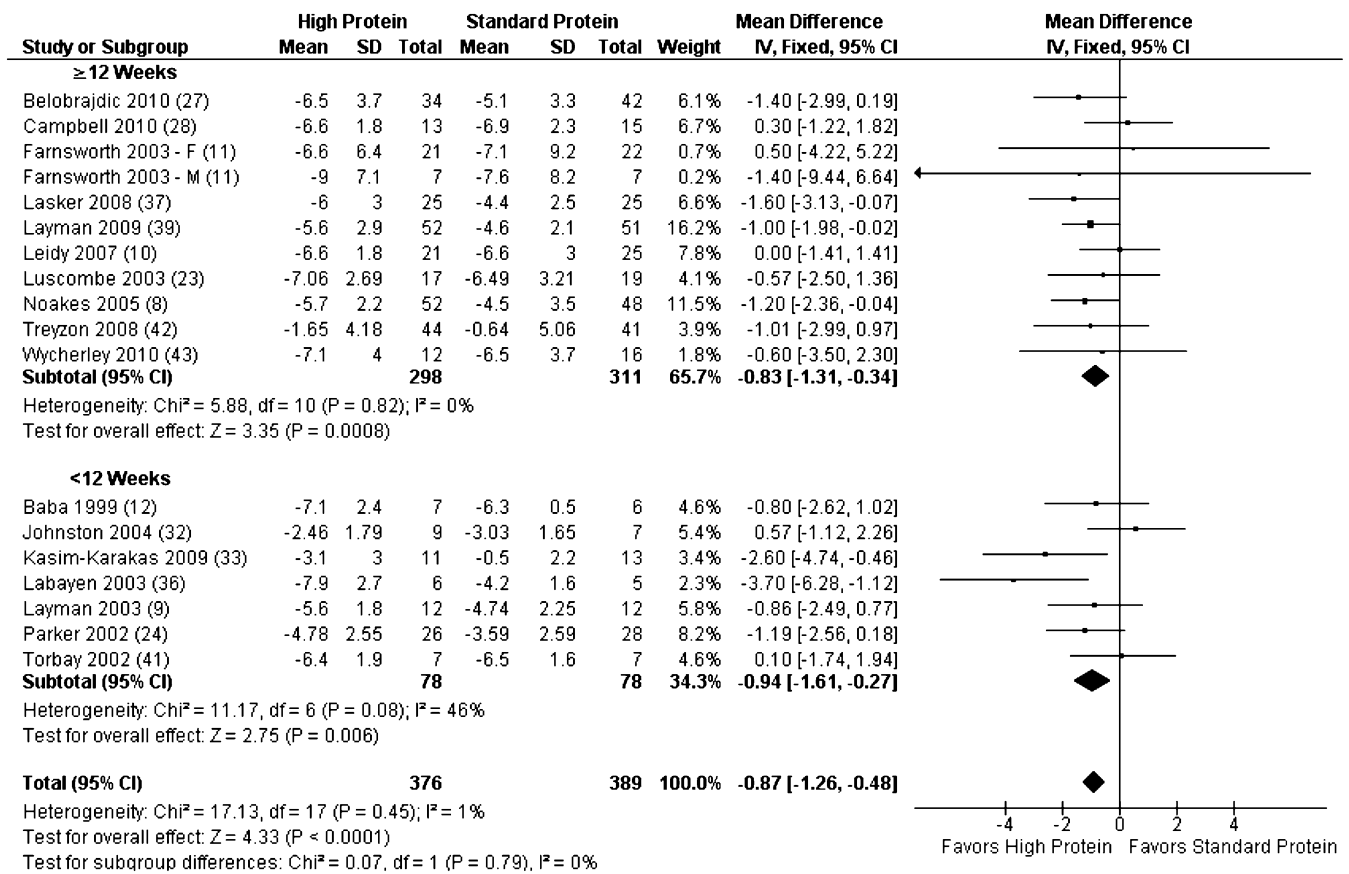 High Protein Standard Protein Mean Difference Mean Difference
Study or Subgroup Mean SD Total Mean SD Total Weight IV, Fixed, 95% CI IV, Fixed, 95% CI
≥12 Weeks
Belobrajdic 2010 (27) -6.5 3.7 34 -5.1 3.3 42 6.1% -1.40 [-2.99, 0.19]
Campbell 2010 (28) -6.6 1.8 13 -6.9 2.3 15 6.7% 0.30 [-1.22, 1.82]
Farnsworth 2003 - F (11) -6.6 6.4 21 -7.1 9.2 22 0.7% 0.50 [-4.22, 5.22]
Farnsworth 2003 - M (11) -9 7.1 7 -7.6 8.2 7 0.2% -1.40 [-9.44, 6.64]
Lasker 2008 (37) -6 3 25 -4.4 2.5 25 6.6% -1.60 [-3.13, -0.07]
Layman 2009 (39) -5.6 2.9 52 -4.6 2.1 51 16.2% -1.00 [-1.98, -0.02]
Leidy 2007 (10) -6.6 1.8 21 -6.6 3 25 7.8% 0.00 [-1.41, 1.41]
Luscombe 2003 (23) -7.06 2.69 17 -6.49 3.21 19 4.1% -0.57 [-2.50, 1.36]
Noakes 2005 (8) -5.7 2.2 52 -4.5 3.5 48 11.5% -1.20 [-2.36, -0.04]
Treyzon 2008 (42) -1.65 4.18 44 -0.64 5.06 41 3.9% -1.01 [-2.99, 0.97]
Wycherley 2010 (43) -7.1 4 12 -6.5 3.7 16 1.8% -0.60 [-3.50, 2.30]
Subtotal (95% CI) 298 311 65.7% -0.83 [-1.31, -0.34]
Heterogeneity: Chi² = 5.88, df = 10 (P = 0.82); I² = 0%
Test for overall effect: Z = 3.35 (P = 0.0008)
<12 Weeks
Baba 1999 (12) -7.1 2.4 7 -6.3 0.5 6 4.6% -0.80 [-2.62, 1.02]
Johnston 2004 (32) -2.46 1.79 9 -3.03 1.65 7 5.4% 0.57 [-1.12, 2.26]
Kasim-Karakas 2009 (33) -3.1 3 11 -0.5 2.2 13 3.4% -2.60 [-4.74, -0.46]
Labayen 2003 (36) -7.9 2.7 6 -4.2 1.6 5 2.3% -3.70 [-6.28, -1.12]
Layman 2003 (9) -5.6 1.8 12 -4.74 2.25 12 5.8% -0.86 [-2.49, 0.77]
Parker 2002 (24) -4.78 2.55 26 -3.59 2.59 28 8.2% -1.19 [-2.56, 0.18]
Torbay 2002 (41) -6.4 1.9 7 -6.5 1.6 7 4.6% 0.10 [-1.74, 1.94]
Subtotal (95% CI) 78 78 34.3% -0.94 [-1.61, -0.27]
Heterogeneity: Chi² = 11.17, df = 6 (P = 0.08); I² = 46%
Test for overall effect: Z = 2.75 (P = 0.006)
Total (95% CI) 376 389 100.0% -0.87 [-1.26, -0.48]
Heterogeneity: Chi² = 17.13, df = 17 (P = 0.45); I² = 1%
Test for overall effect: Z = 4.33 (P < 0.0001)
Test for subgroup differences: Chi² = 0.07, df = 1 (P = 0.79), I² = 0%
-4 -2 0 2 4
Favors High Protein Favors Standard Protein